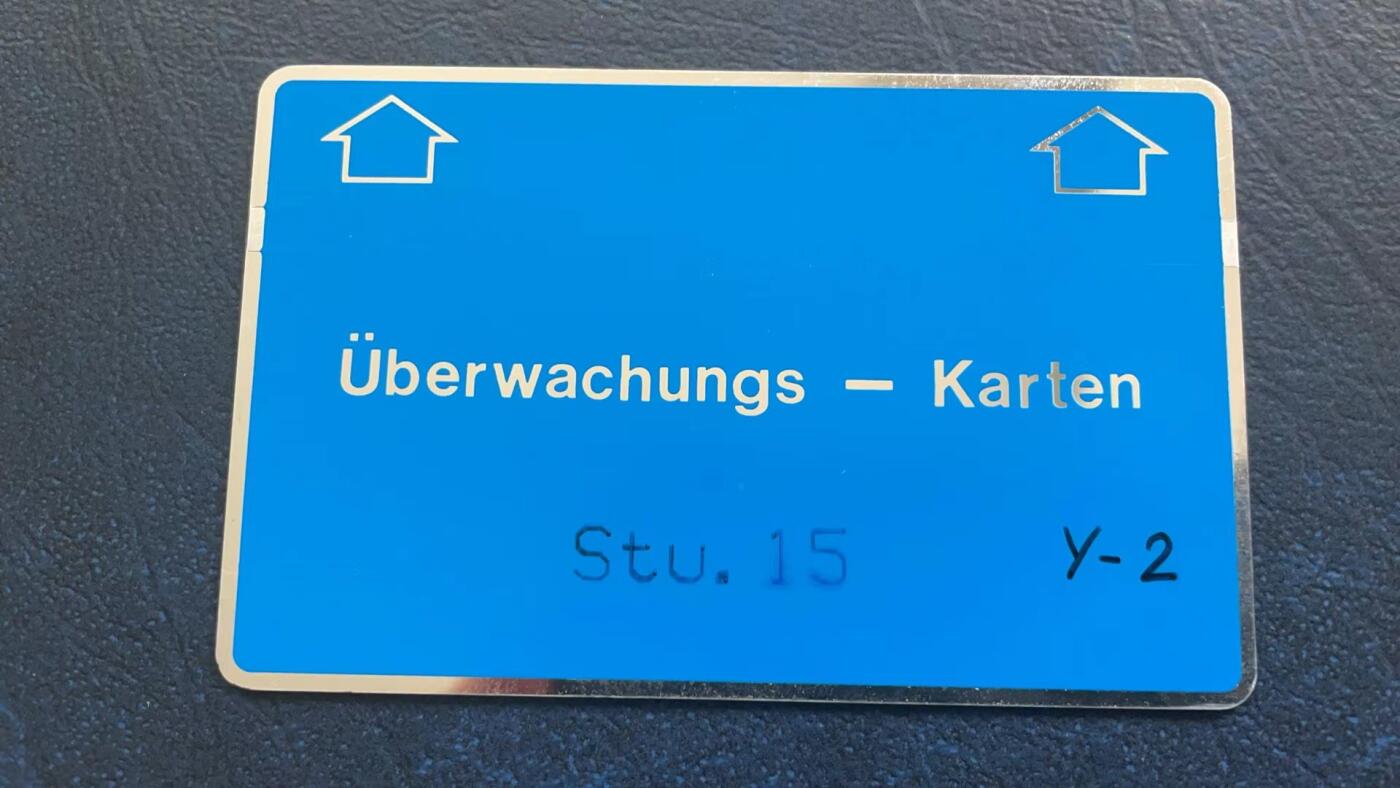 Überwachungs – Karten
Stu. 15 Y-2